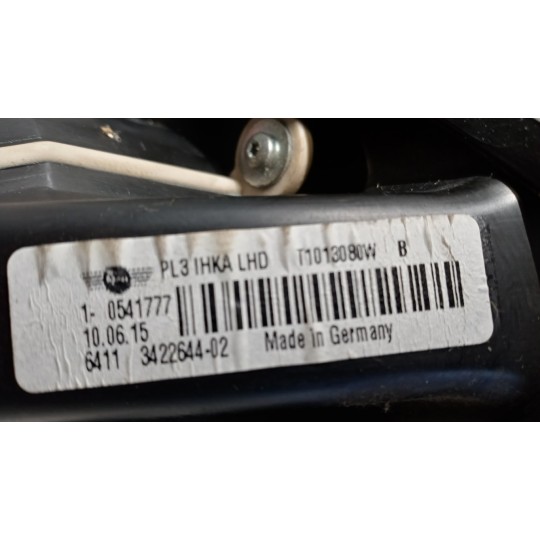 PL3 IHKA LHD T1013080W B
1- 0541777
10.06.15
6411 3422644-02 Made in Germany